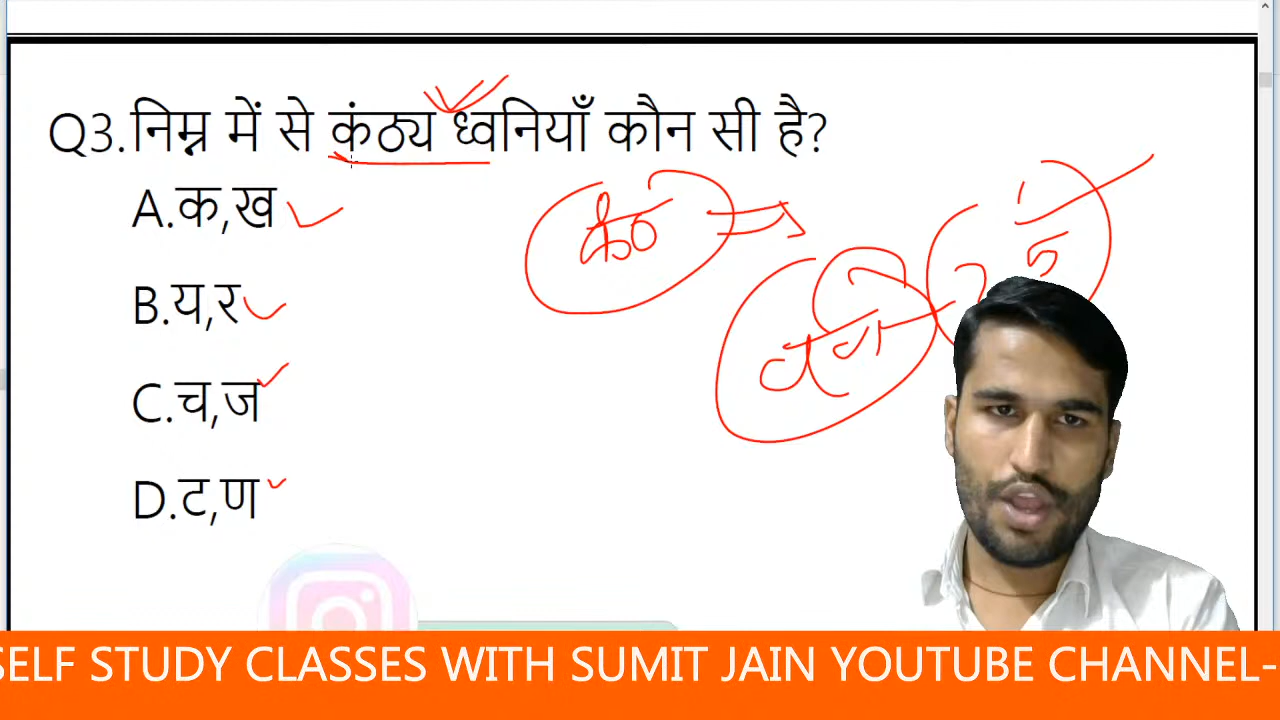 Q3.निम्न में से कंठ्य ध्वनियाँ कौन सी है?
A.क,ख
B.य,र
C.च,ज
D.ट,ण
कंठ
SELF STUDY CLASSES WITH SUMIT JAIN YOUTUBE CHANNEL-